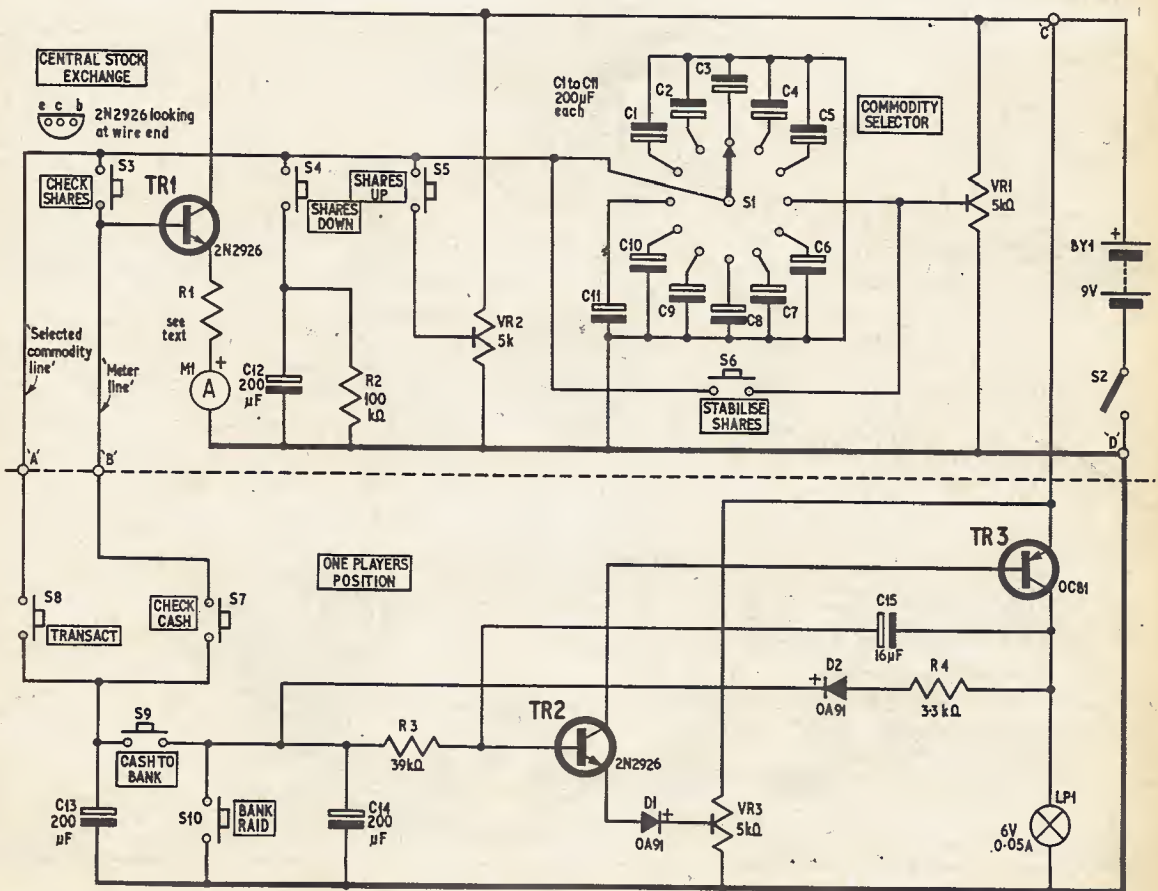 CENTRAL STOCK
EXCHANGE
e c b
2N2926 looking
at wire end
S3
CHECK
SHARES
TR1
2N2926
R1
see
text
M1
+
A
'Selected
commodity
line'
'Meter
line'
S4
SHARES
DOWN
C12
200
µF
R2
100
kΩ
SHARES
UP
S5
VR2
5k
C1 to C11
200µF
each
C1
C2
C3
C4
C5
COMMODITY
SELECTOR
S1
C6
C7
C8
C9
C10
C11
S6
STABILISE
SHARES
VR1
5kΩ
'C'
+
BY1
9V
S2
'D'
'A'
'B'
ONE PLAYERS
POSITION
S8
TRANSACT
CHECK
CASH
S7
S9
CASH TO
BANK
C13
200
µF
S10
BANK
RAID
C14
200
µF
R3
39kΩ
TR2
2N2926
D1
+
OA91
VR3
5kΩ
C15
16µF
D2
+
OA91
R4
3·3 kΩ
TR3
OC81
LP1
6V
0·05A